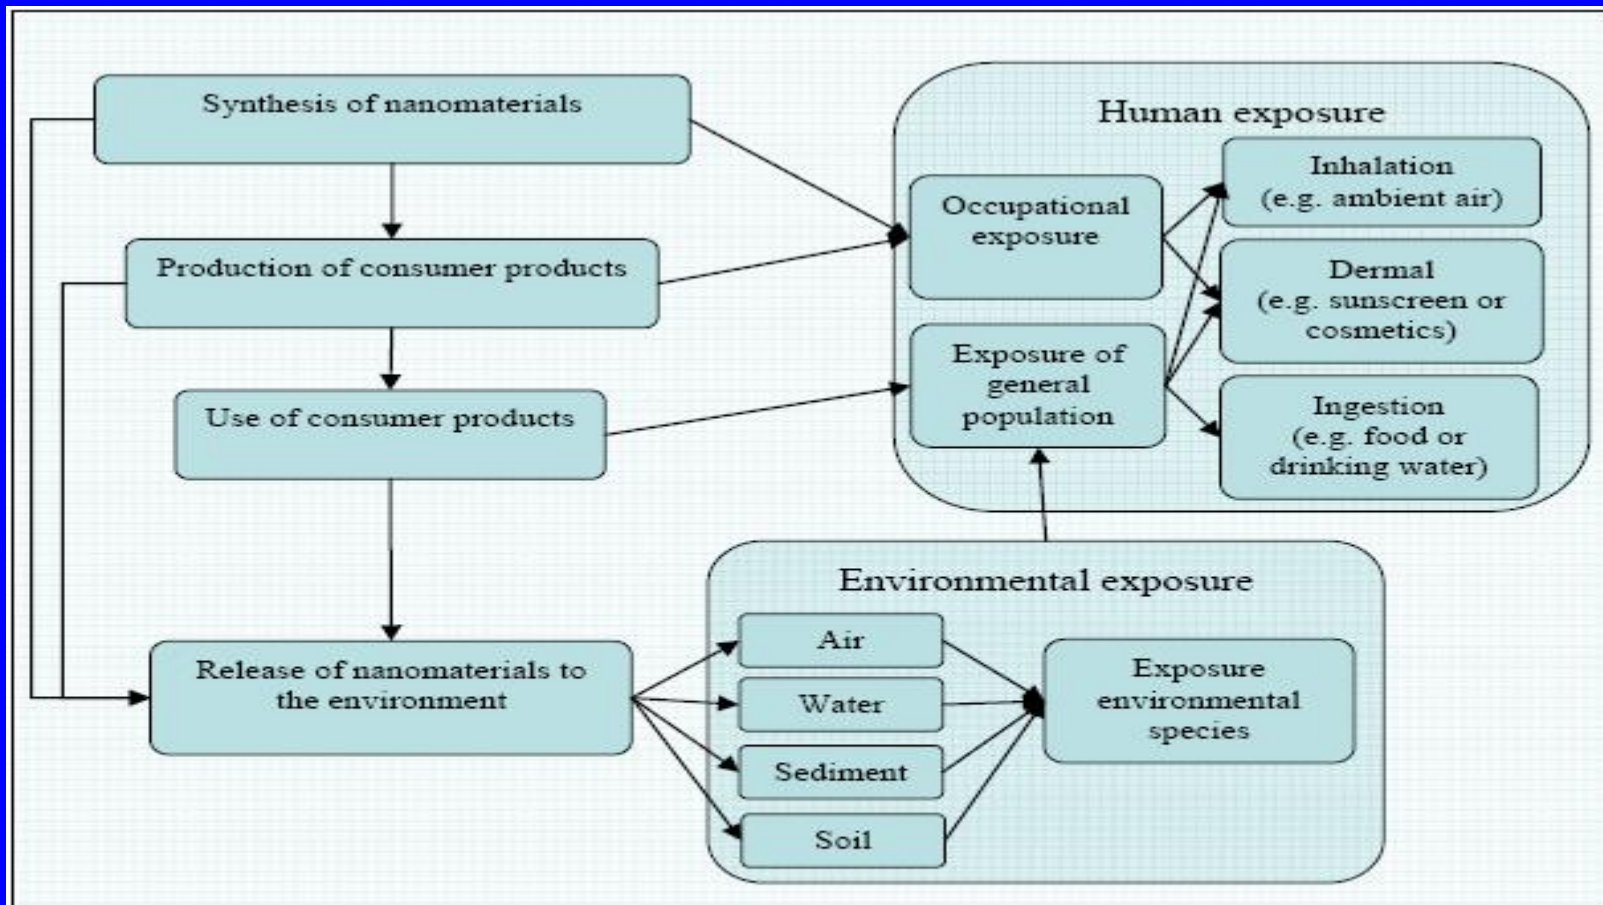 Synthesis of nanomaterials
Production of consumer products
Use of consumer products
Release of nanomaterials to
the environment
Human exposure
Occupational
exposure
Exposure of
general
population
Inhalation
(e.g. ambient air)
Dermal
(e.g. sunscreen or
cosmetics)
Ingestion
(e.g. food or
drinking water)
Environmental exposure
Air
Water
Sediment
Soil
Exposure
environmental
species